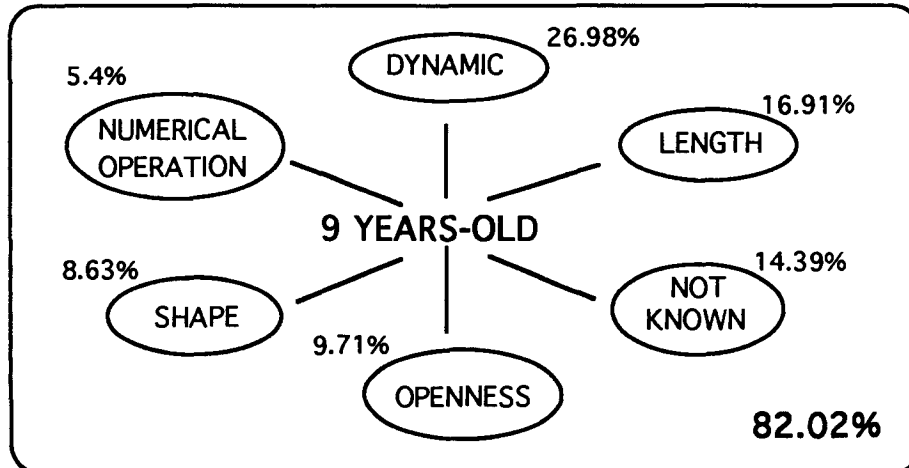 26.98%
DYNAMIC
5.4%
NUMERICAL
OPERATION
16.91%
LENGTH
9 YEARS-OLD
8.63%
SHAPE
14.39%
NOT
KNOWN
9.71%
OPENNESS
82.02%